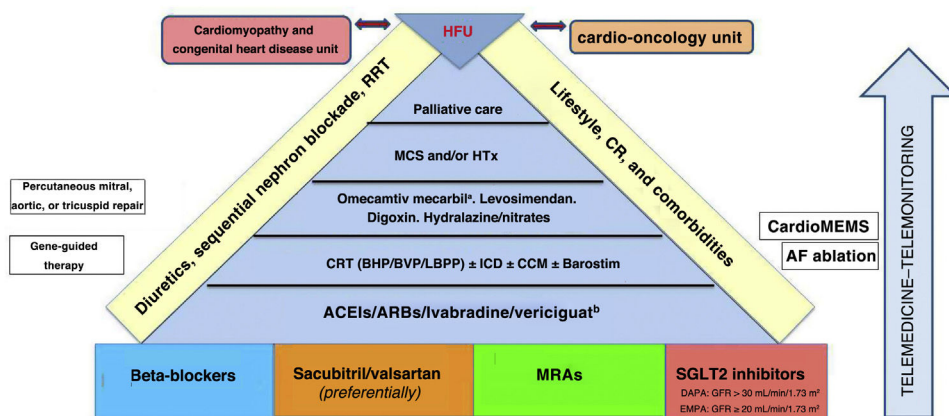 Cardiomyopathy and
congenital heart disease unit
HFU
cardio-oncology unit
Diuretics, sequential nephron blockade, RRT
Lifestyle, CR, and comorbidities
TELEMEDICINE–TELEMONITORING
Palliative care
MCS and/or HTx
Percutaneous mitral,
aortic, or tricuspid repair
Omecamtiv mecarbilᵃ. Levosimendan.
Digoxin. Hydralazine/nitrates
CardioMEMS
AF ablation
Gene-guided
therapy
CRT (BHP/BVP/LBPP) ± ICD ± CCM ± Barostim
ACEIs/ARBs/Ivabradine/vericiguatᵇ
Beta-blockers
Sacubitril/valsartan
(preferentially)
MRAs
SGLT2 inhibitors
DAPA: GFR > 30 mL/min/1.73 m²
EMPA: GFR ≥ 20 mL/min/1.73 m²